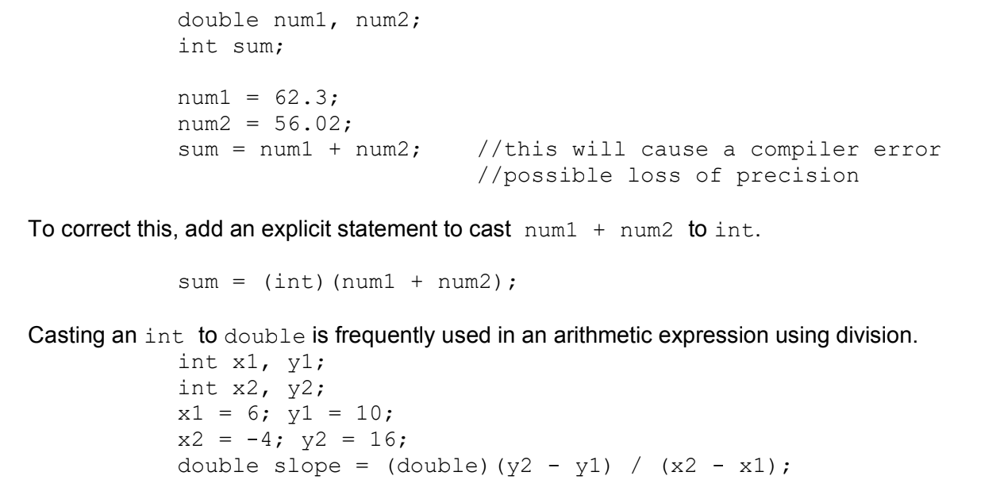 double num1, num2;
int sum;
num1 = 62.3;
num2 = 56.02;
sum = num1 + num2; //this will cause a compiler error
//possible loss of precision
To correct this, add an explicit statement to cast num1 + num2 to int.
sum = (int)(num1 + num2);
Casting an int to double is frequently used in an arithmetic expression using division.
int x1, y1;
int x2, y2;
x1 = 6; y1 = 10;
x2 = -4; y2 = 16;
double slope = (double)(y2 - y1) / (x2 - x1);